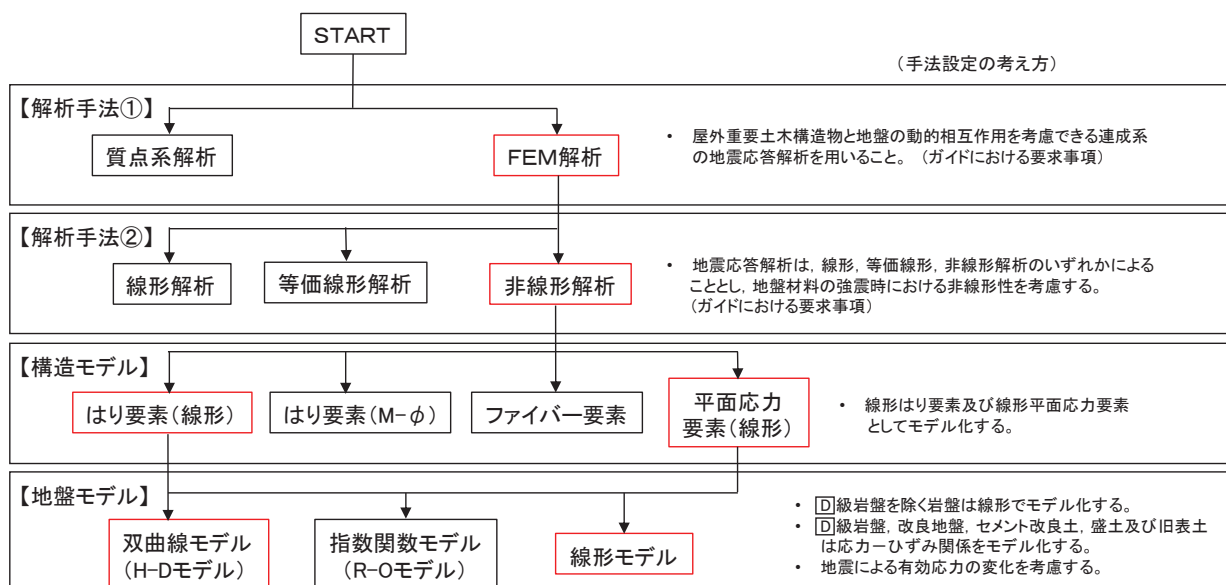 START
(手法設定の考え方)
【解析手法①】
質点系解析
FEM解析
・ 屋外重要土木構造物と地盤の動的相互作用を考慮できる連成系
の地震応答解析を用いること。 (ガイドにおける要求事項)
【解析手法②】
線形解析
等価線形解析
非線形解析
・ 地震応答解析は, 線形, 等価線形, 非線形解析のいずれかによる
こととし, 地盤材料の強震時における非線形性を考慮する。
(ガイドにおける要求事項)
【構造モデル】
はり要素(線形)
はり要素(M-φ)
ファイバー要素
平面応力
要素(線形)
・ 線形はり要素及び線形平面応力要素
としてモデル化する。
【地盤モデル】
双曲線モデル
(H-Dモデル)
指数関数モデル
(R-Oモデル)
線形モデル
・ D級岩盤を除く岩盤は線形でモデル化する。
・ D級岩盤, 改良地盤, セメント改良土, 盛土及び旧表土
は応力ーひずみ関係をモデル化する。
・ 地震による有効応力の変化を考慮する。